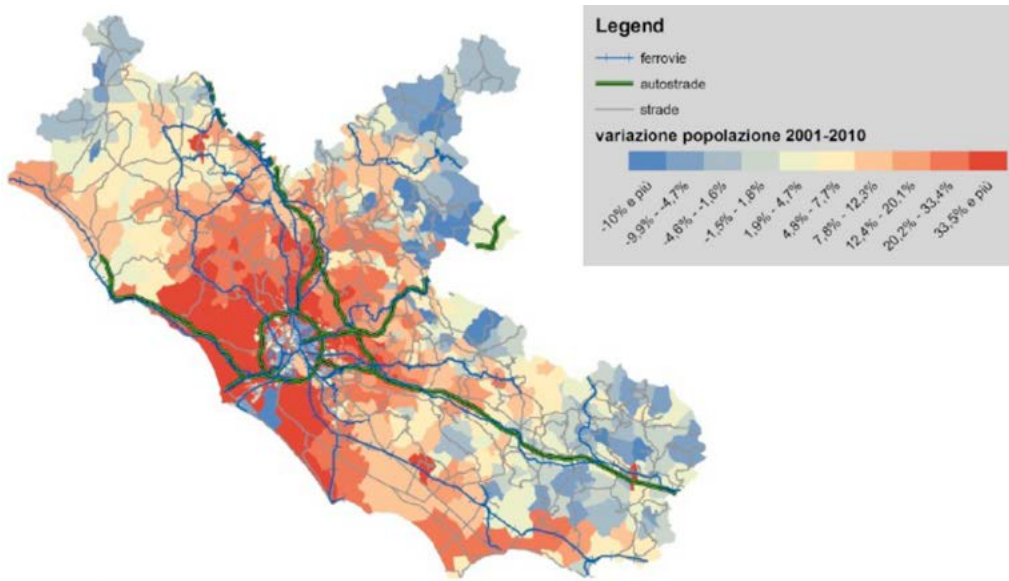 Legend
ferrovie
autostrade
strade
variazione popolazione 2001-2010
-10% e più
-9,9% - -4,7%
-4,6% - -1,6%
-1,5% - 1,8%
1,9% - 4,7%
4,8% - 7,7%
7,8% - 12,3%
12,4% - 20,1%
20,2% - 33,4%
33,5% e più